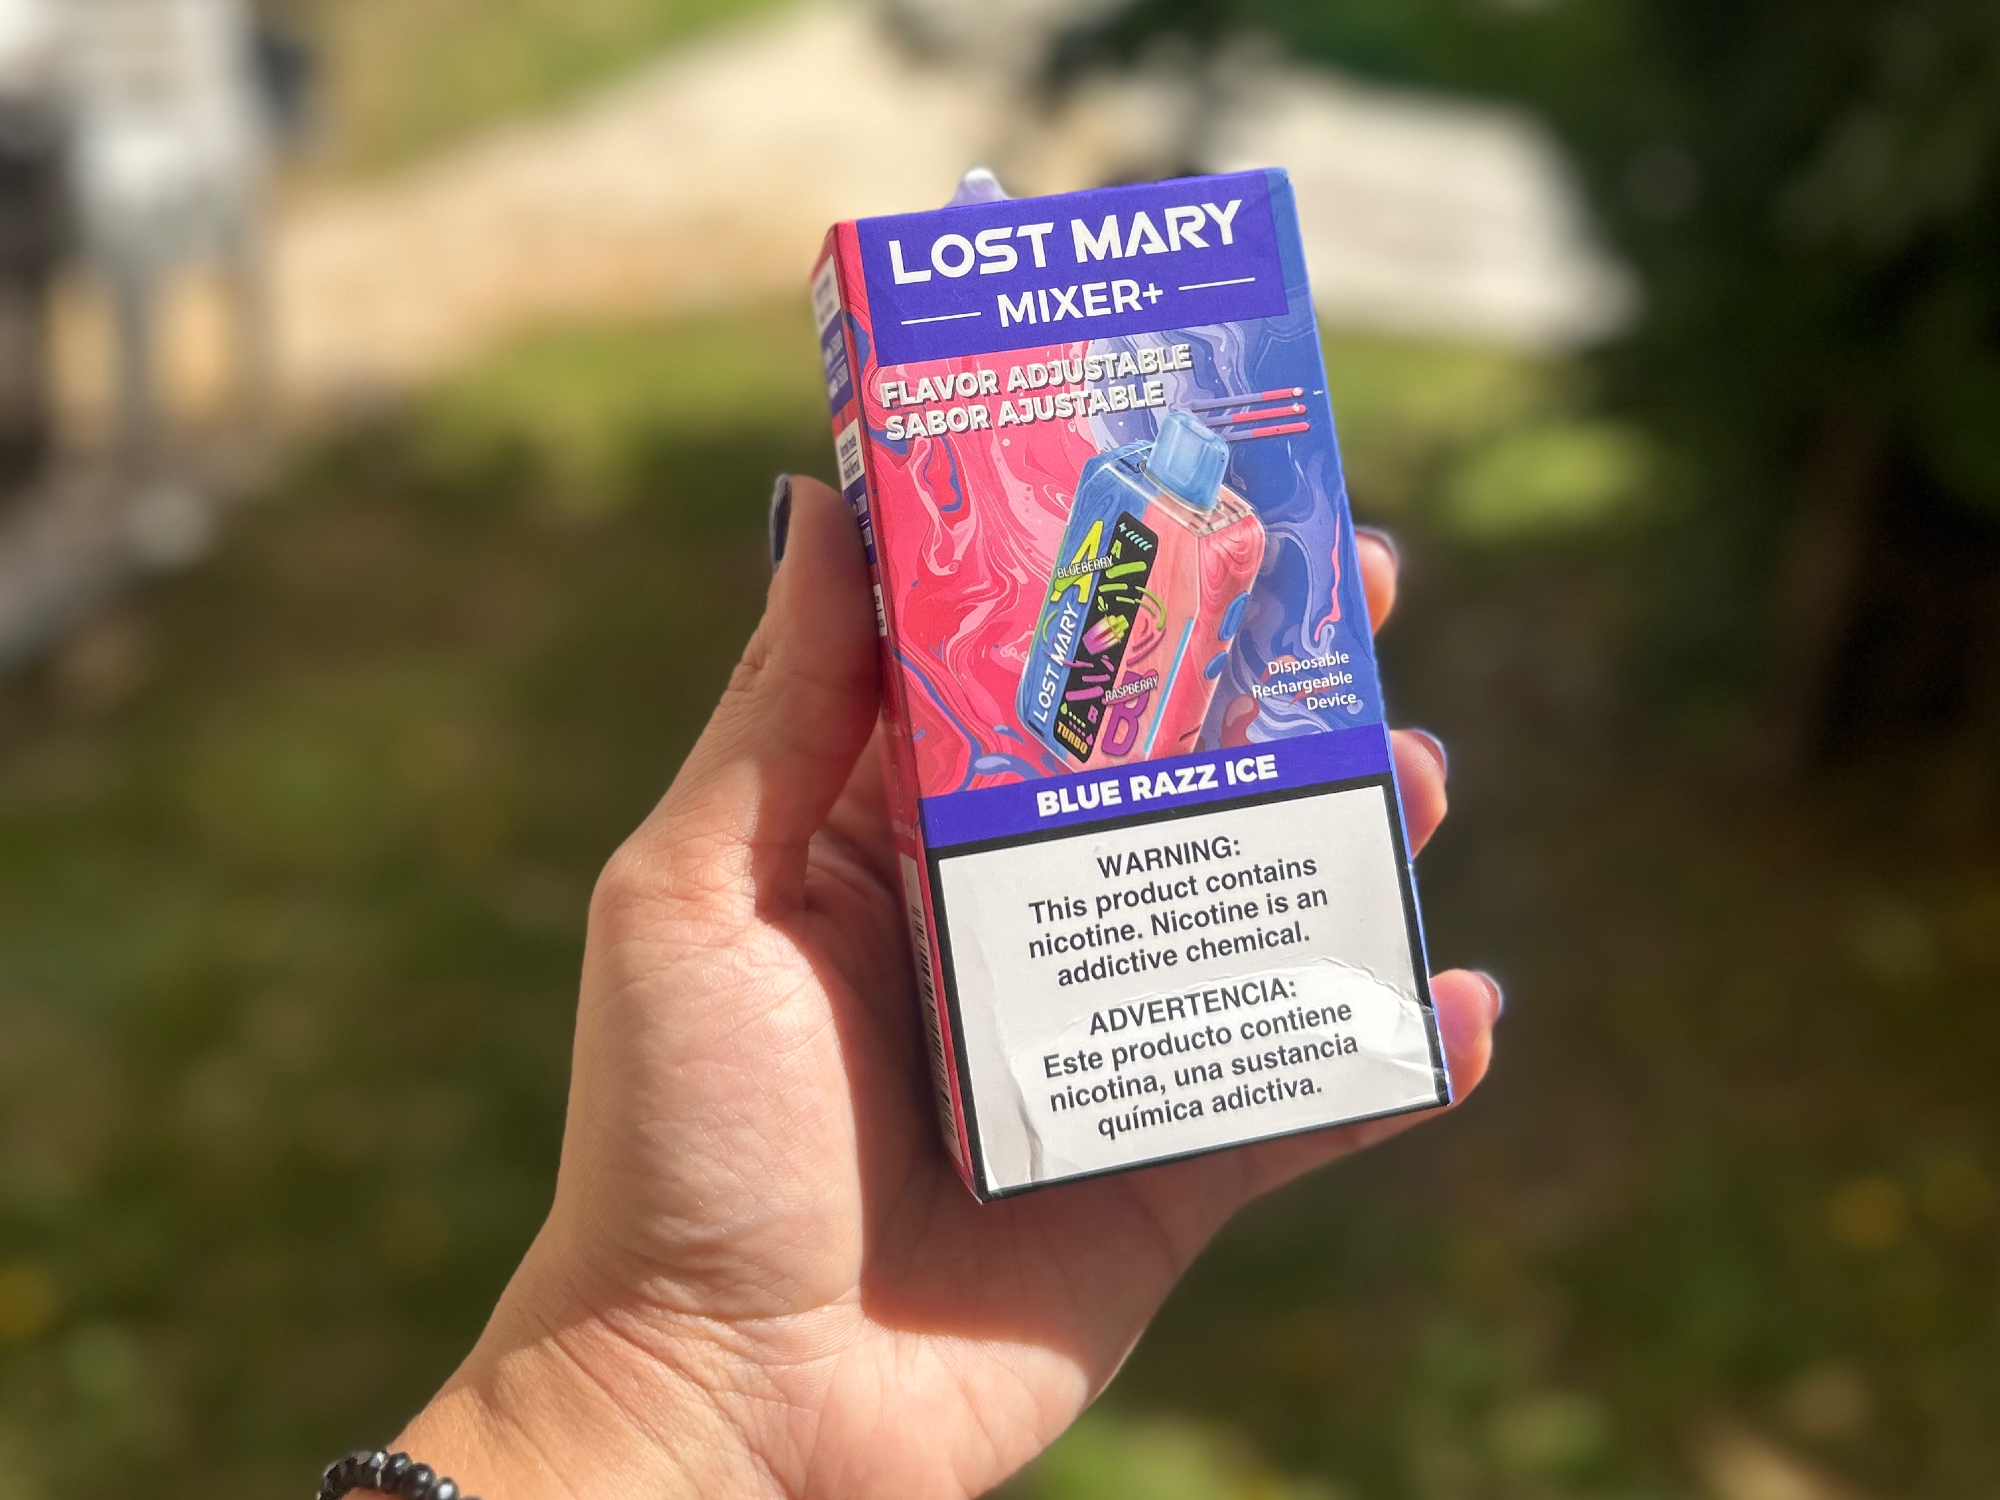 LOST MARY
MIXER+
FLAVOR ADJUSTABLE
SABOR AJUSTABLE
A
A
BLUEBERRY
LOST MARY
RASPBERRY
B
B
TURBO
Disposable
Rechargeable
Device
BLUE RAZZ ICE
WARNING:
This product contains
nicotine. Nicotine is an
addictive chemical.
ADVERTENCIA:
Este producto contiene
nicotina, una sustancia
química adictiva.